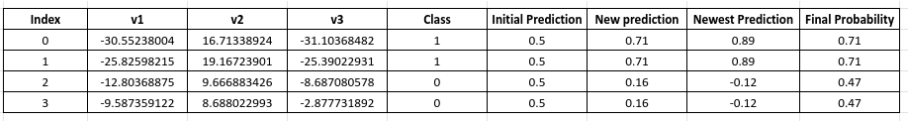 Index v1 v2 v3 Class Initial Prediction New prediction Newest Prediction Final Probability
0 -30.55238004 16.71338924 -31.10368482 1 0.5 0.71 0.89 0.71
1 -25.82598215 19.16723901 -25.39022931 1 0.5 0.71 0.89 0.71
2 -12.80368875 9.666883426 -8.687080578 0 0.5 0.16 -0.12 0.47
3 -9.587359122 8.688022993 -2.877731892 0 0.5 0.16 -0.12 0.47